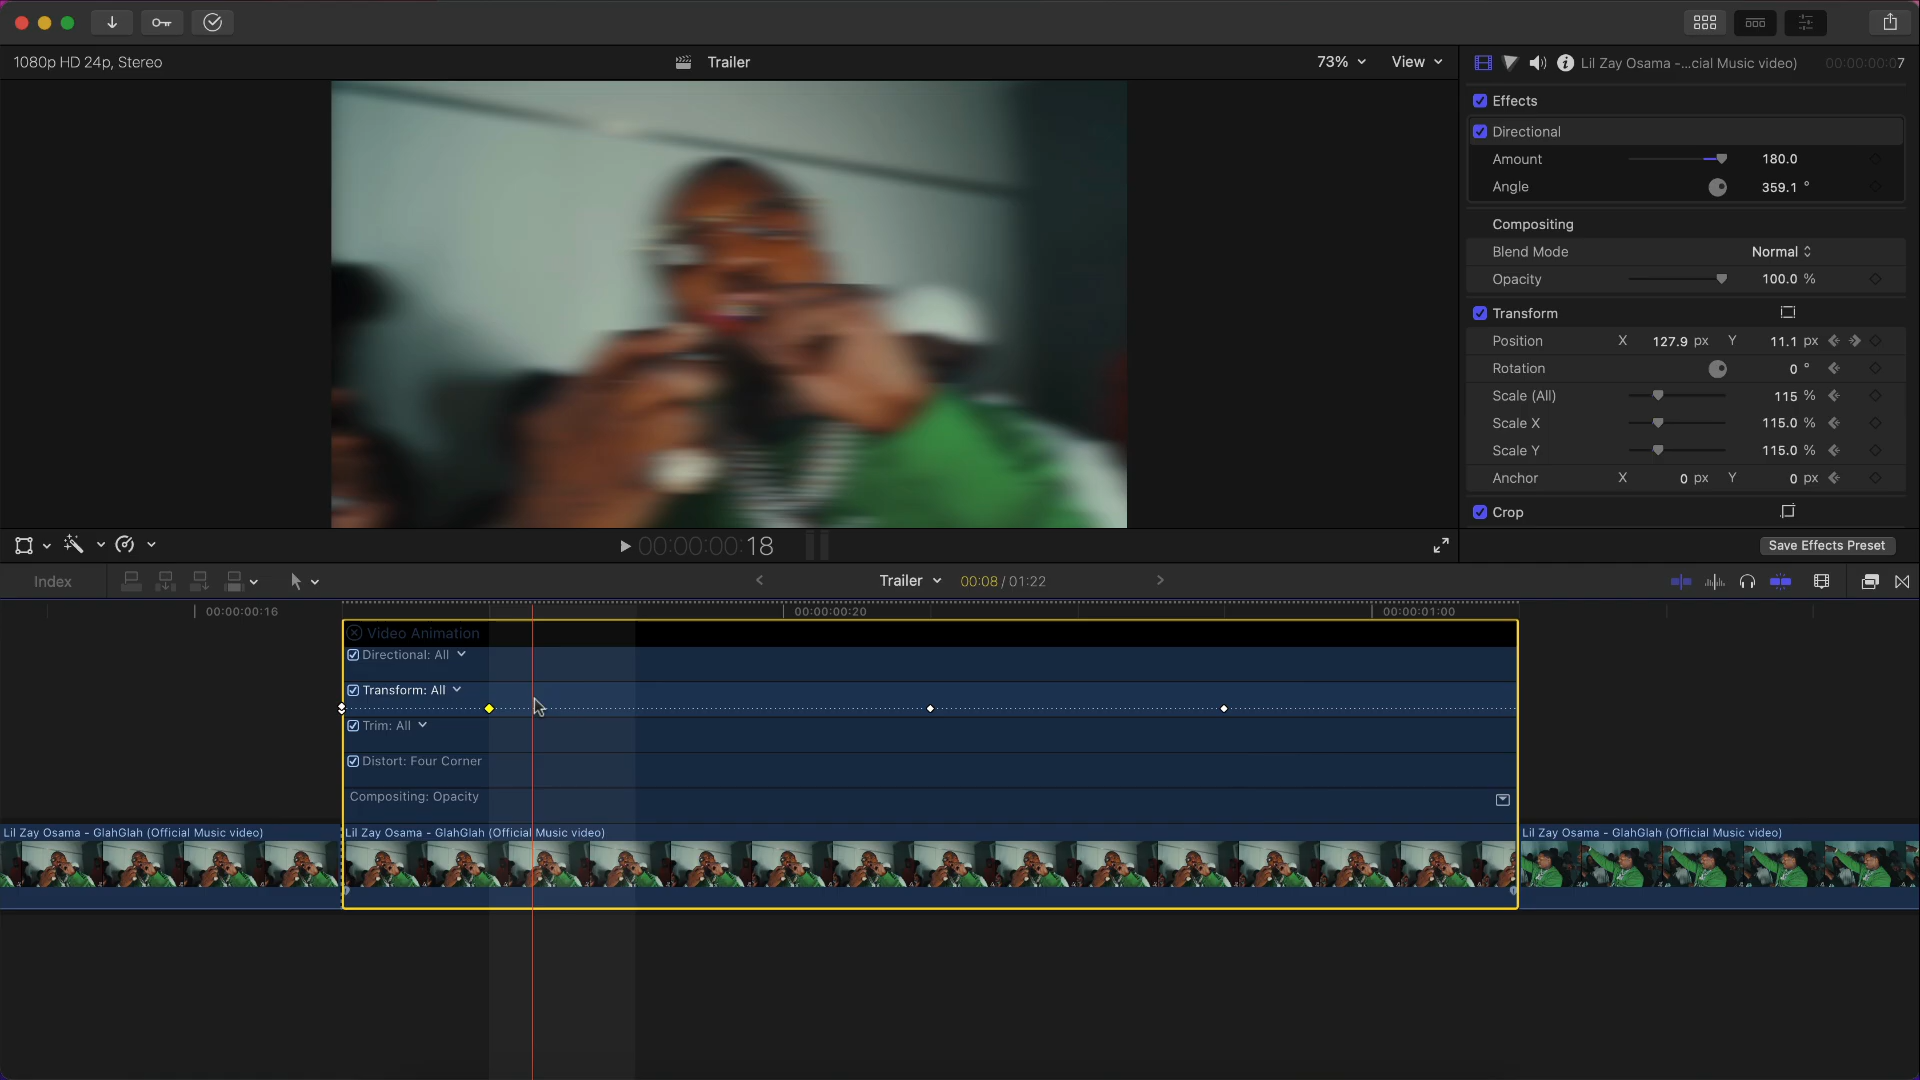 1080p HD 24p, Stereo
Trailer
73%
View
Lil Zay Osama -...cial Music video)
00:00:00:07
Effects
Directional
Amount
180.0
Angle
359.1 °
Compositing
Blend Mode
Normal
Opacity
100.0 %
Transform
Position
X 127.9 px Y 11.1 px
Rotation
0 °
Scale (All)
115 %
Scale X
115.0 %
Scale Y
115.0 %
Anchor
X 0 px Y 0 px
Crop
00:00:00:18
Save Effects Preset
Index
Trailer
00:08 / 01:22
00:00:00:16
00:00:00:20
00:00:01:00
Video Animation
Directional: All
Transform: All
Trim: All
Distort: Four Corner
Compositing: Opacity
Lil Zay Osama - GlahGlah (Official Music video)
Lil Zay Osama - GlahGlah (Official Music video)
Lil Zay Osama - GlahGlah (Official Music video)